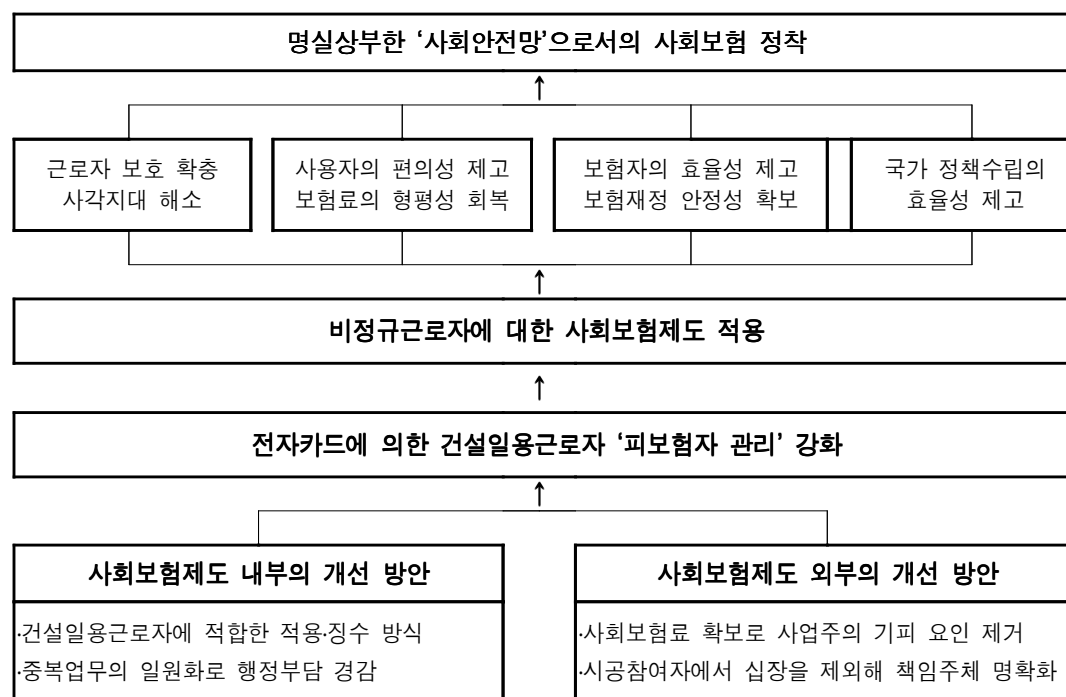 명실상부한 ‘사회안전망’으로서의 사회보험 정착
↑
근로자 보호 확충
사각지대 해소
사용자의 편의성 제고
보험료의 형평성 회복
보험자의 효율성 제고
보험재정 안정성 확보
국가 정책수립의
효율성 제고
↑
비정규근로자에 대한 사회보험제도 적용
↑
전자카드에 의한 건설일용근로자 ‘피보험자 관리’ 강화
↑
사회보험제도 내부의 개선 방안
·건설일용근로자에 적합한 적용·징수 방식
·중복업무의 일원화로 행정부담 경감
사회보험제도 외부의 개선 방안
·사회보험료 확보로 사업주의 기피 요인 제거
·시공참여자에서 십장을 제외해 책임주체 명확화